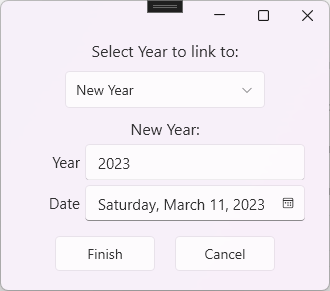 Select Year to link to:
New Year
New Year:
Year 2023
Date Saturday, March 11, 2023
Finish Cancel